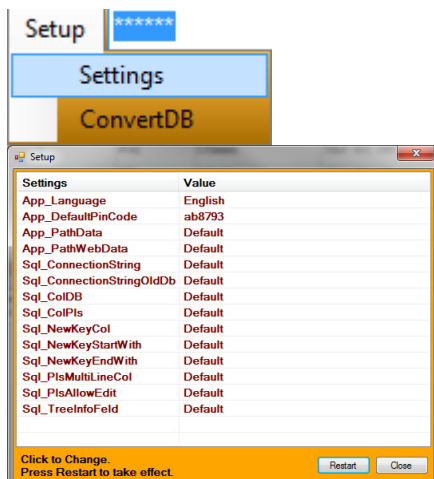 Setup ******
Settings
ConvertDB
Setup
Settings Value
App_Language English
App_DefaultPinCode ab8793
App_PathData Default
App_PathWebData Default
Sql_ConnectionString Default
Sql_ConnectionStringOldDb Default
Sql_ColDB Default
Sql_ColPls Default
Sql_NewKeyCol Default
Sql_NewKeyStartWith Default
Sql_NewKeyEndWith Default
Sql_PlsMultiLineCol Default
Sql_PlsAllowEdit Default
Sql_TreeInfoFeld Default
Click to Change.
Press Restart to take effect.
Restart Close